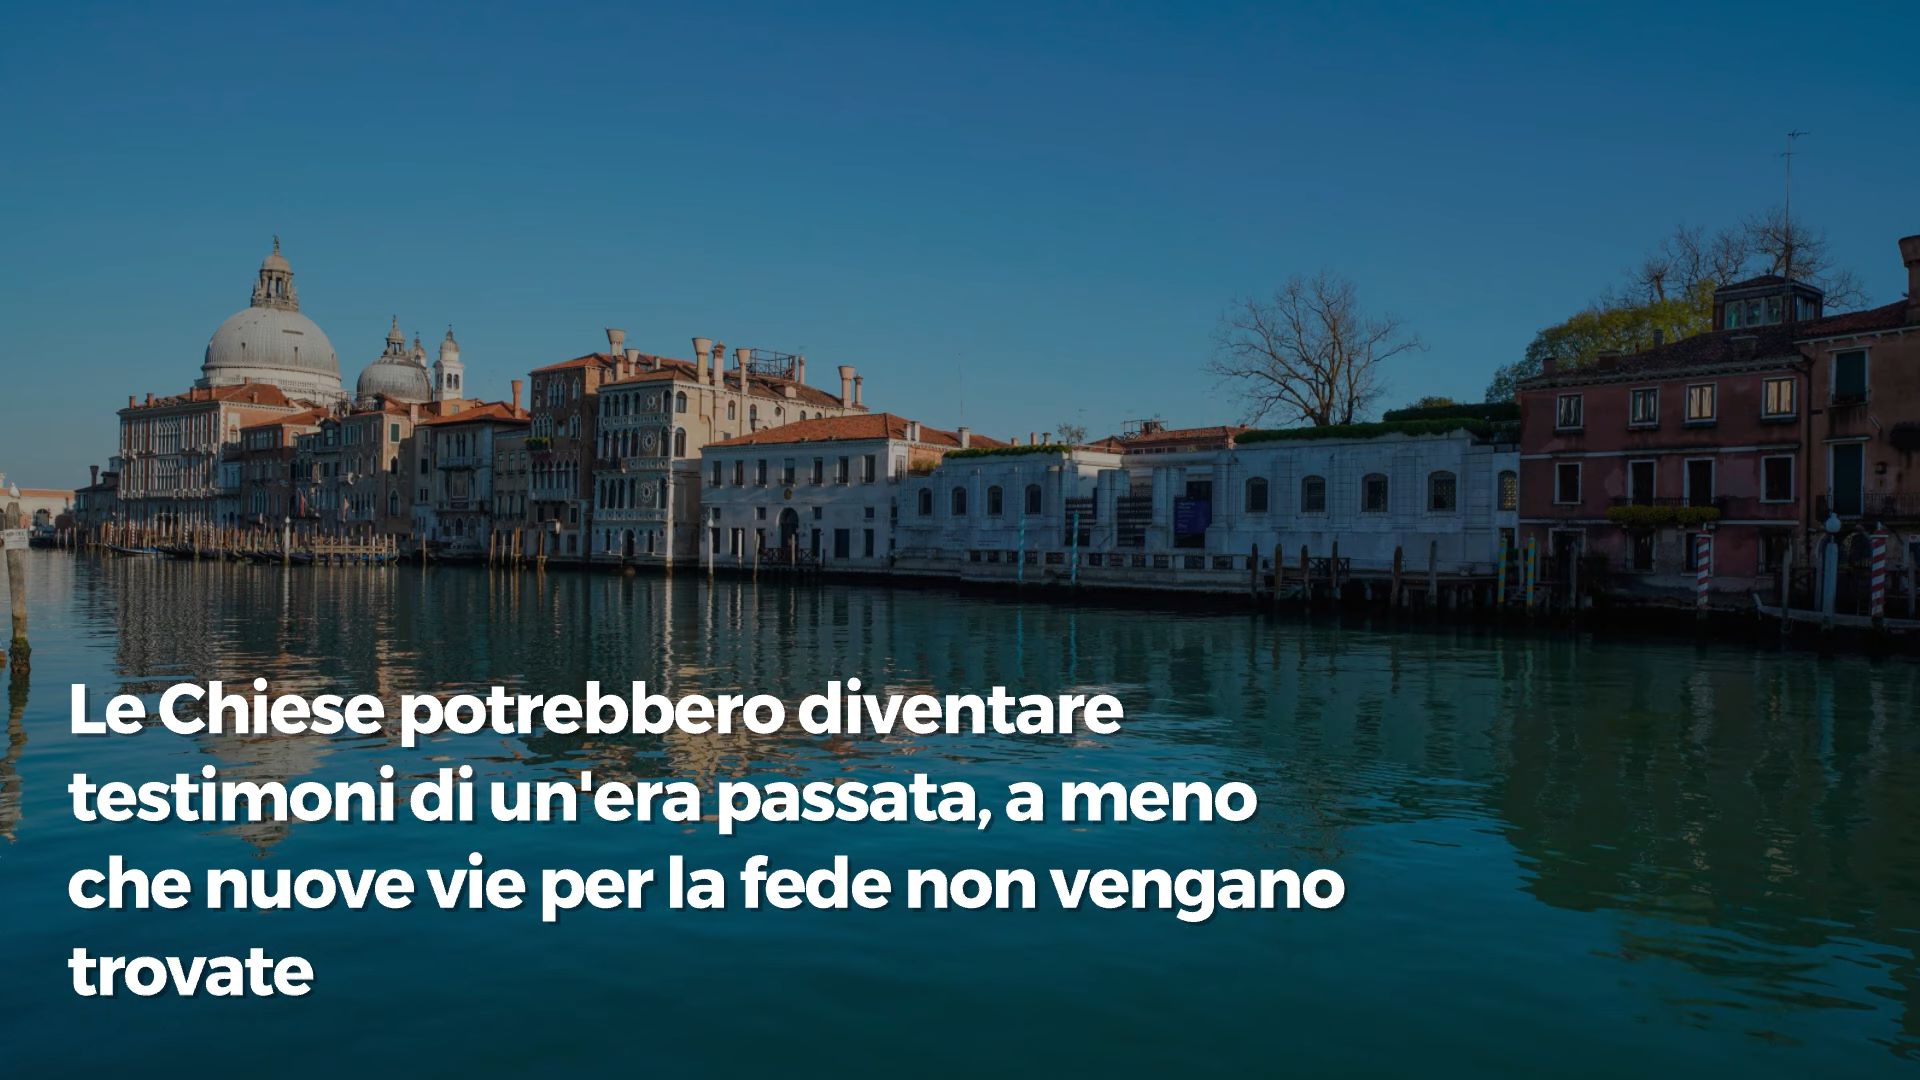 Le Chiese potrebbero diventare
testimoni di un'era passata, a meno
che nuove vie per la fede non vengano
trovate